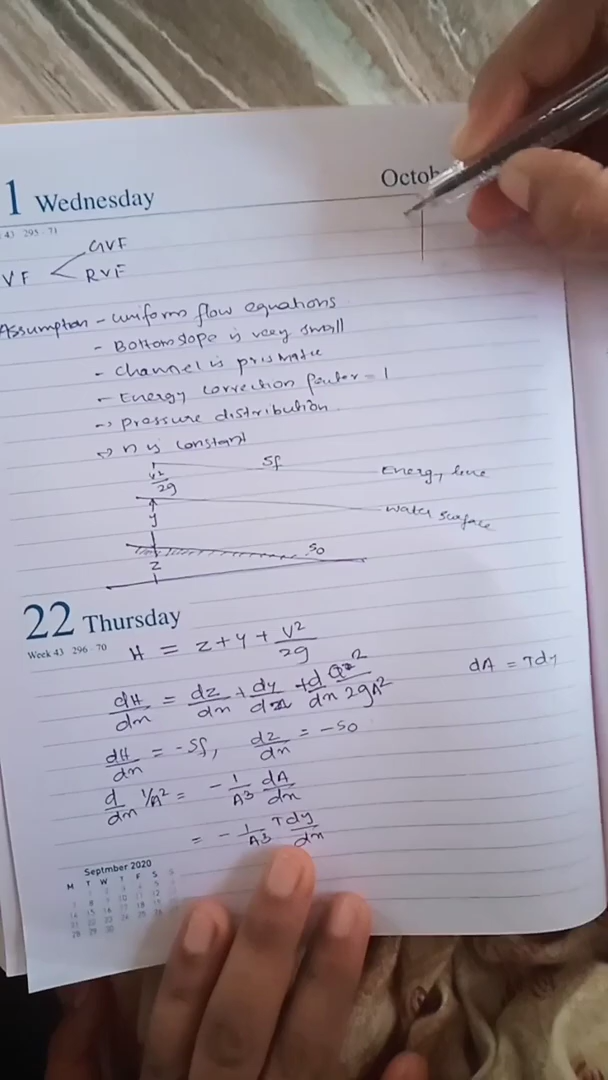 1 Wednesday
Octob
43 295-71
GVF
VF <
RVF
Assumption - uniform flow equations
- Bottom slope is very small
- Channel is prismatic
- Energy correction factor = 1
-> Pressure distribution
-> n is constant
Sf
V²/2g
Energy line
y
Water surface
So
Z
22 Thursday
Week 43 296-70
H = z + y + V²/2g
dA = Tdy
dH/dx = dz/dx + dy/dx + d/dx Q²/2gA²
dH/dx = -Sf, dz/dx = -So
d/dx 1/A² = -1/A3 dA/dx
= -1/A3 T dy/dx
Septmber 2020
M T W T F S S